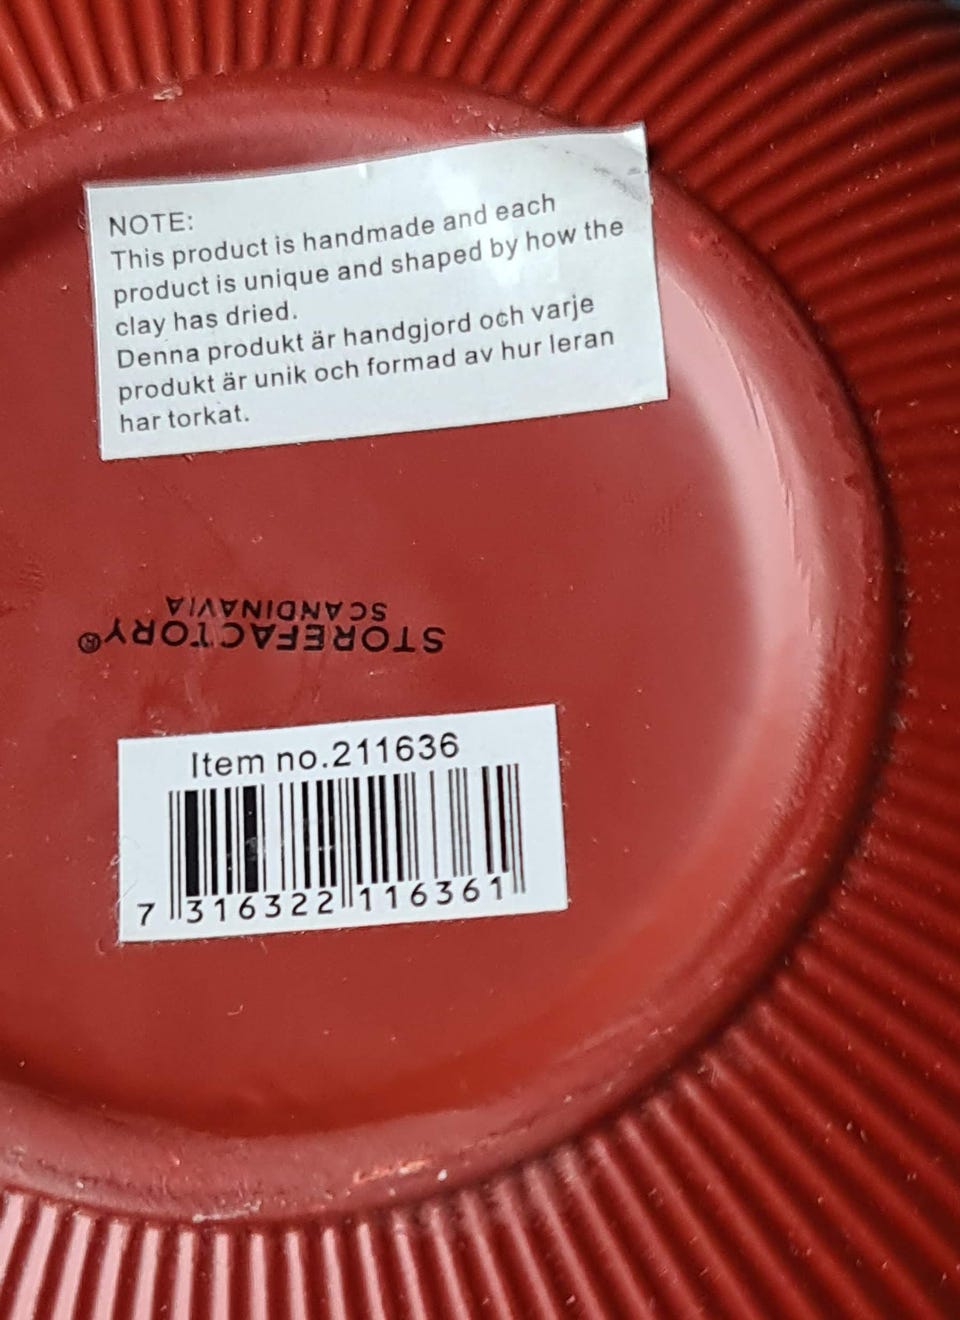 NOTE:
This product is handmade and each
product is unique and shaped by how the
clay has dried.
Denna produkt är handgjord och varje
produkt är unik och formad av hur leran
har torkat.
STOREFACTORY®
SCANDINAVIA
Item no.211636
7 316322 116361